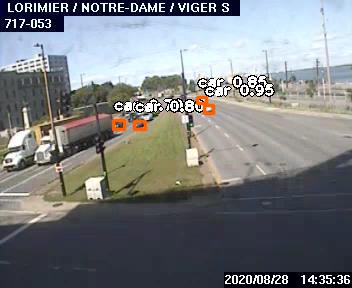 LORIMIER / NOTRE-DAME / VIGER S
717-053
car 0.85
car 0.95
0.80
2020/08/28 14:35:36